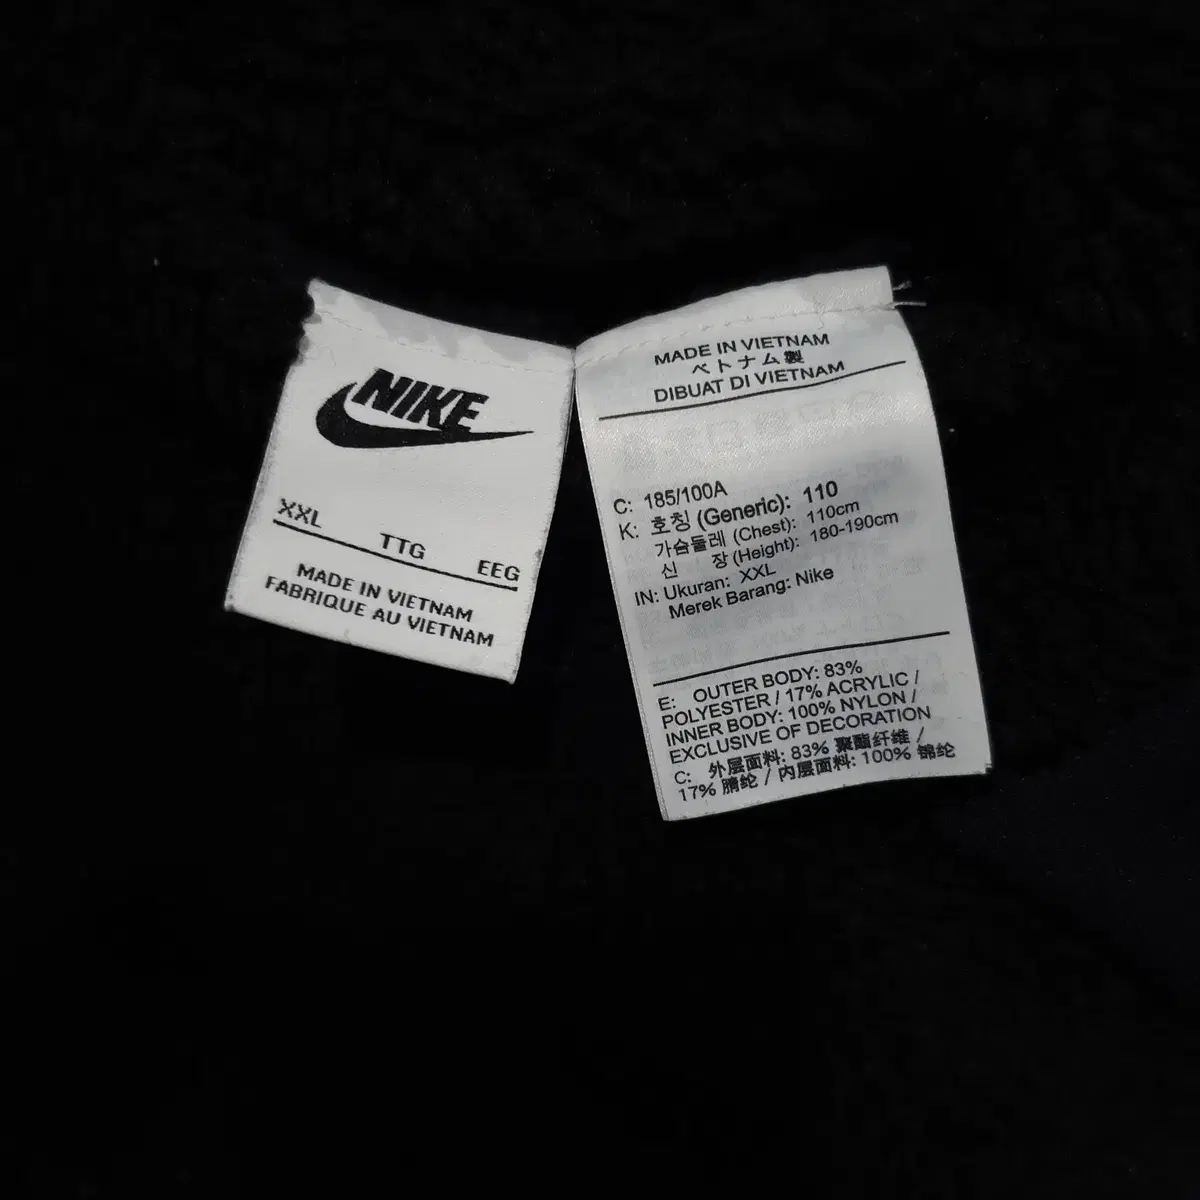 NIKE
XXL
TTG
EEG
MADE IN VIETNAM
FABRIQUE AU VIETNAM
MADE IN VIETNAM
ベトナム製
DIBUAT DI VIETNAM
C: 185/100A
K: 호칭 (Generic): 110
가슴둘레 (Chest): 110cm
신 장 (Height): 180-190cm
IN: Ukuran: XXL
Merek Barang: Nike
E: OUTER BODY: 83%
POLYESTER / 17% ACRYLIC /
INNER BODY: 100% NYLON /
EXCLUSIVE OF DECORATION
C: 外层面料: 83% 聚酯纤维 /
17% 腈纶 / 内层面料: 100% 锦纶